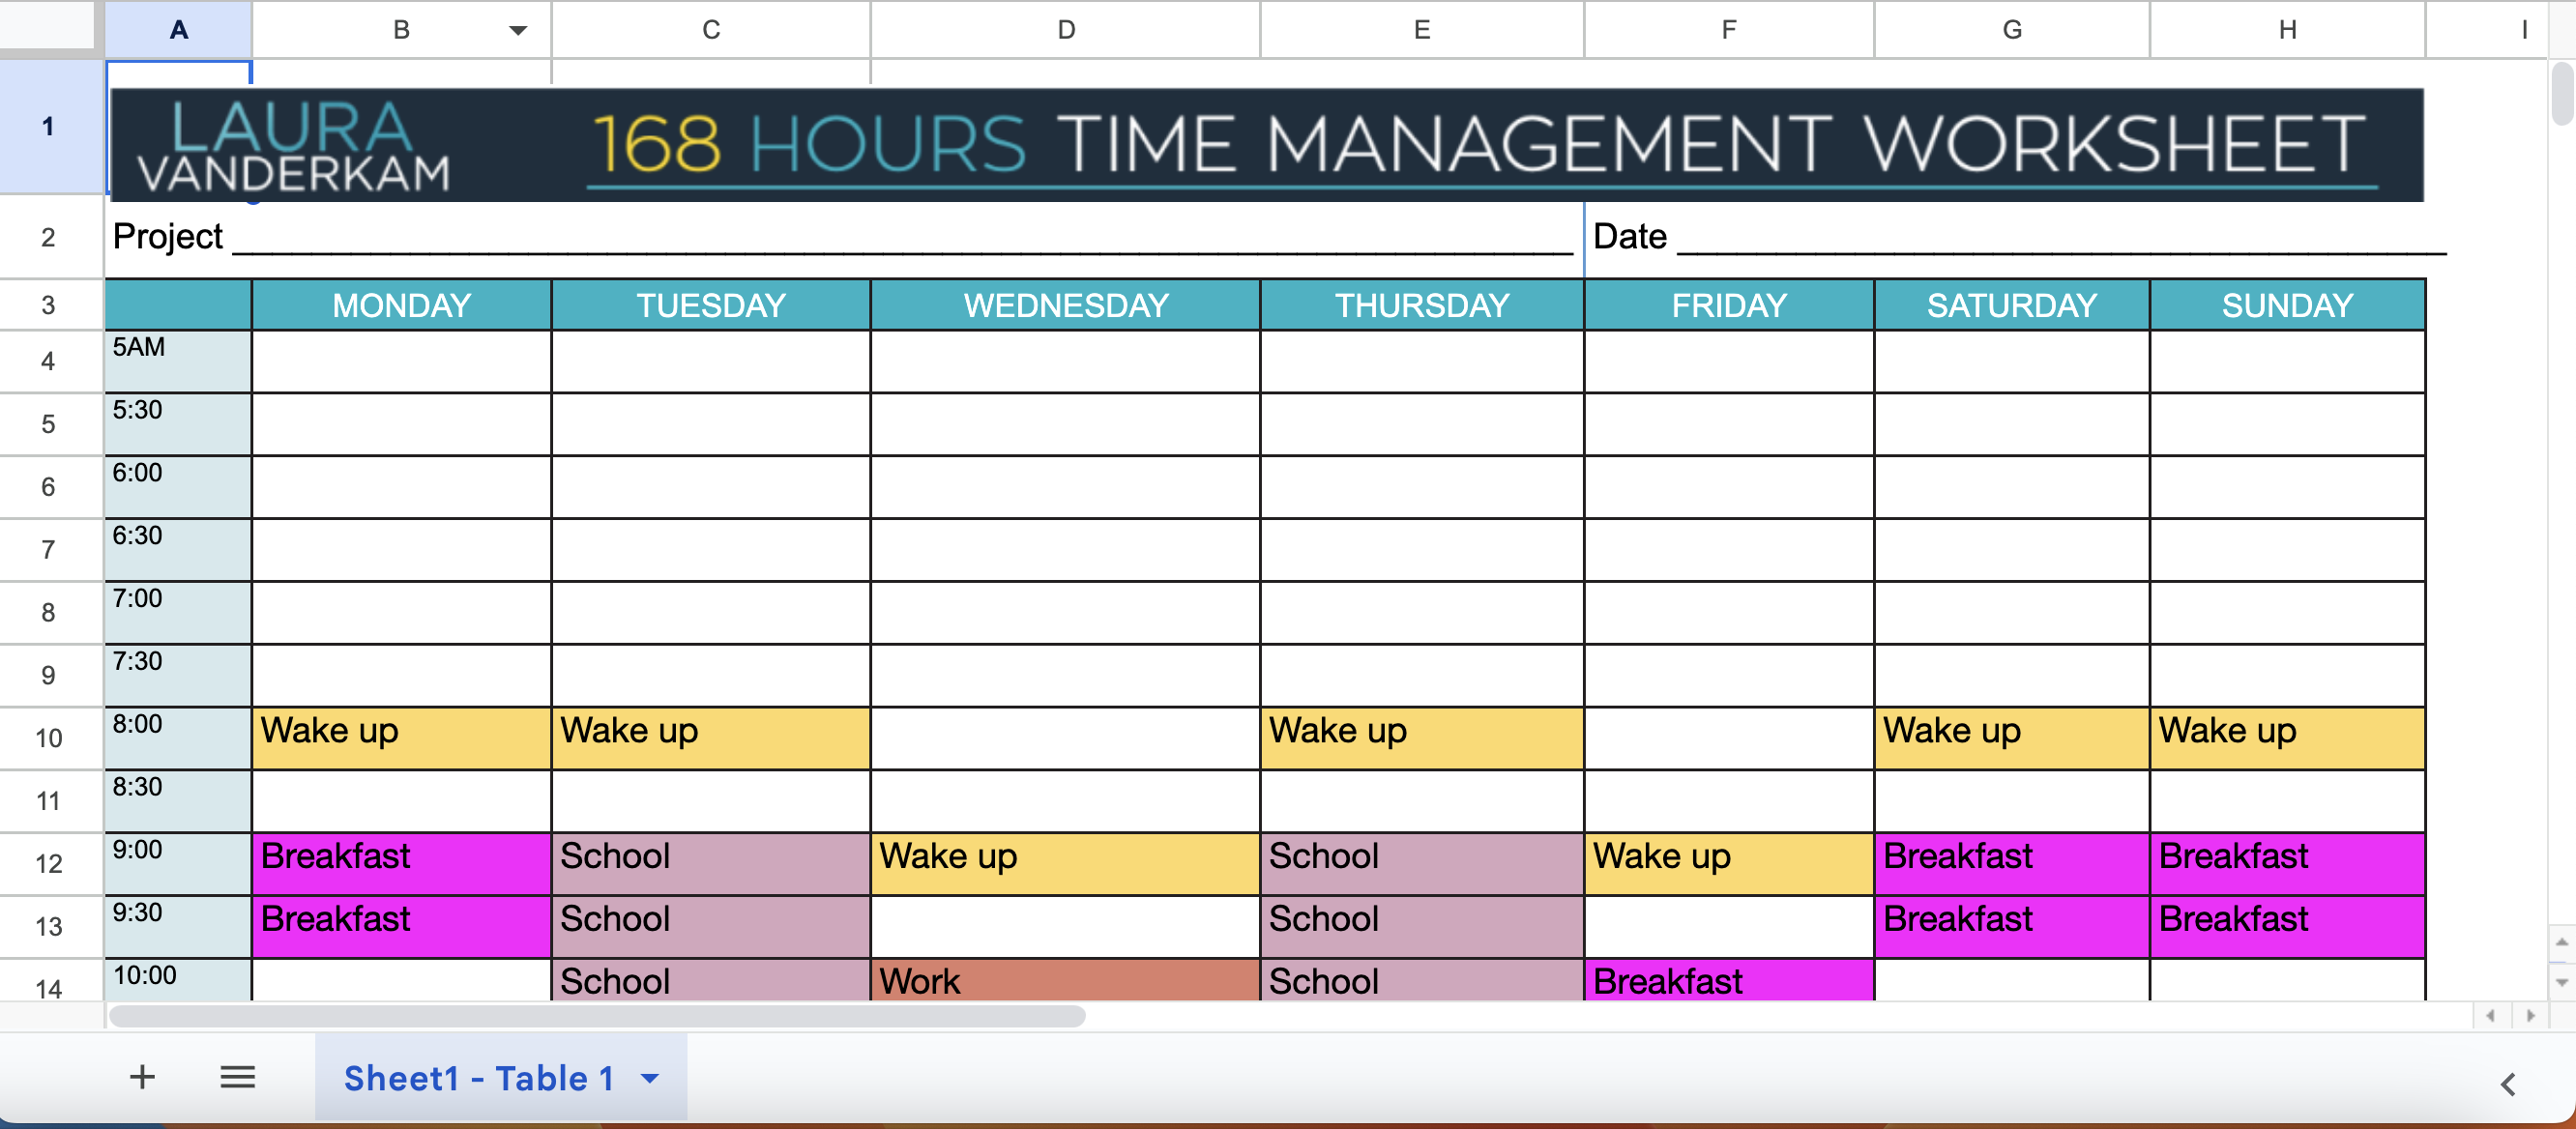 A B C D E F G H I
1 LAURA VANDERKAM 168 HOURS TIME MANAGEMENT WORKSHEET
2 Project Date
3 MONDAY TUESDAY WEDNESDAY THURSDAY FRIDAY SATURDAY SUNDAY
4 5AM
5 5:30
6 6:00
7 6:30
8 7:00
9 7:30
10 8:00 Wake up Wake up Wake up Wake up Wake up
11 8:30
12 9:00 Breakfast School Wake up School Wake up Breakfast Breakfast
13 9:30 Breakfast School School Breakfast Breakfast
14 10:00 School Work School Breakfast
Sheet1 - Table 1